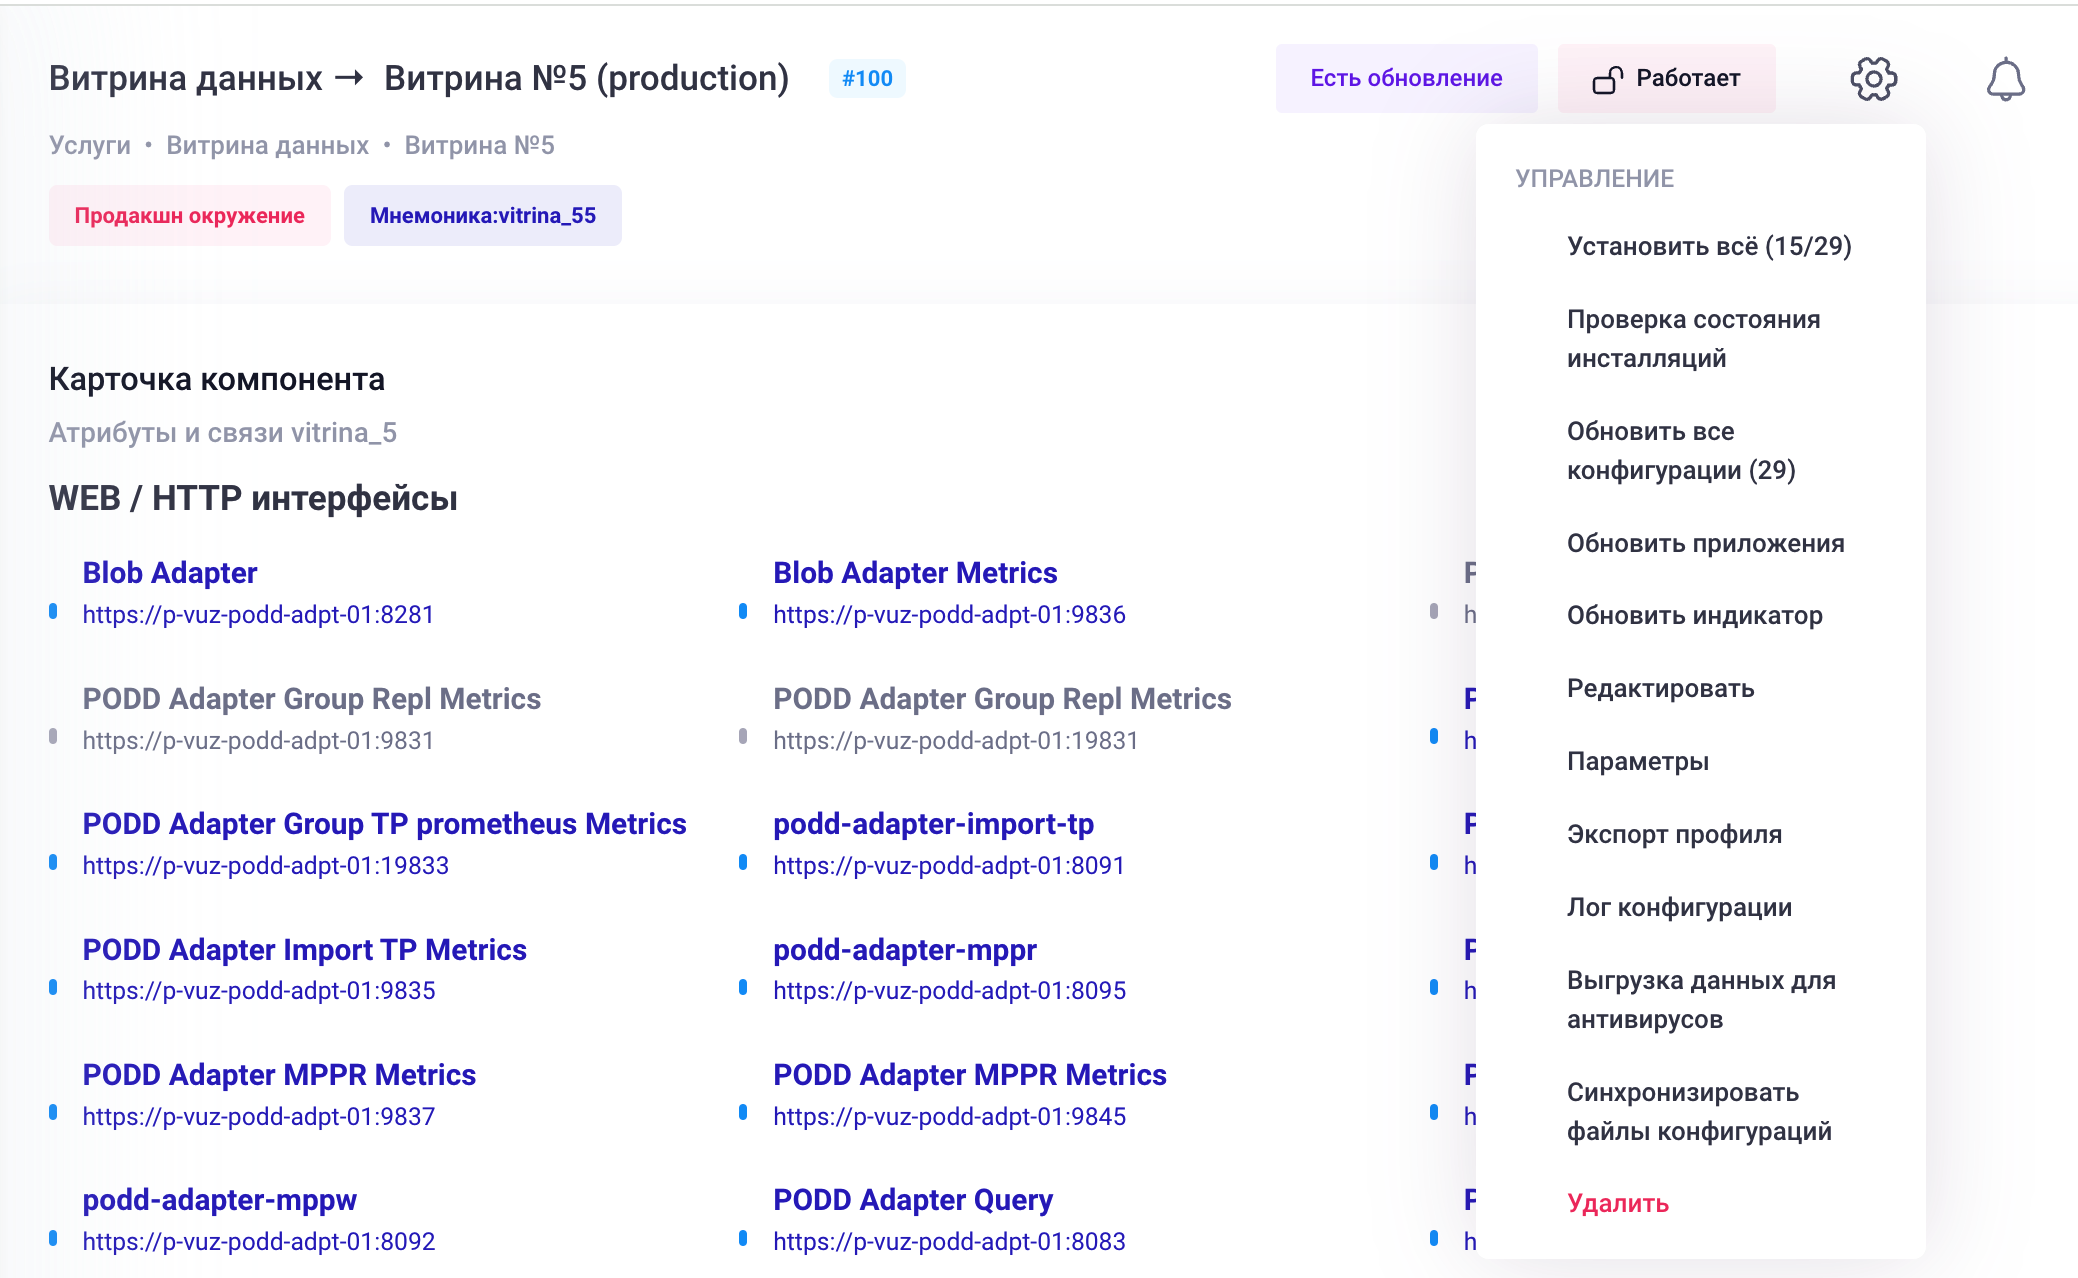 Витрина данных → Витрина №5 (production) #100
Есть обновление
Работает
Услуги • Витрина данных • Витрина №5
Продакшн окружение
Мнемоника:vitrina_55
Карточка компонента
Атрибуты и связи vitrina_5
WEB / HTTP интерфейсы
Blob Adapter
https://p-vuz-podd-adpt-01:8281
Blob Adapter Metrics
https://p-vuz-podd-adpt-01:9836
PODD Adapter Group Repl Metrics
https://p-vuz-podd-adpt-01:9831
PODD Adapter Group Repl Metrics
https://p-vuz-podd-adpt-01:19831
PODD Adapter Group TP prometheus Metrics
https://p-vuz-podd-adpt-01:19833
podd-adapter-import-tp
https://p-vuz-podd-adpt-01:8091
PODD Adapter Import TP Metrics
https://p-vuz-podd-adpt-01:9835
podd-adapter-mppr
https://p-vuz-podd-adpt-01:8095
PODD Adapter MPPR Metrics
https://p-vuz-podd-adpt-01:9837
PODD Adapter MPPR Metrics
https://p-vuz-podd-adpt-01:9845
podd-adapter-mppw
https://p-vuz-podd-adpt-01:8092
PODD Adapter Query
https://p-vuz-podd-adpt-01:8083
УПРАВЛЕНИЕ
Установить всё (15/29)
Проверка состояния
инсталляций
Обновить все
конфигурации (29)
Обновить приложения
Обновить индикатор
Редактировать
Параметры
Экспорт профиля
Лог конфигурации
Выгрузка данных для
антивирусов
Синхронизировать
файлы конфигураций
Удалить